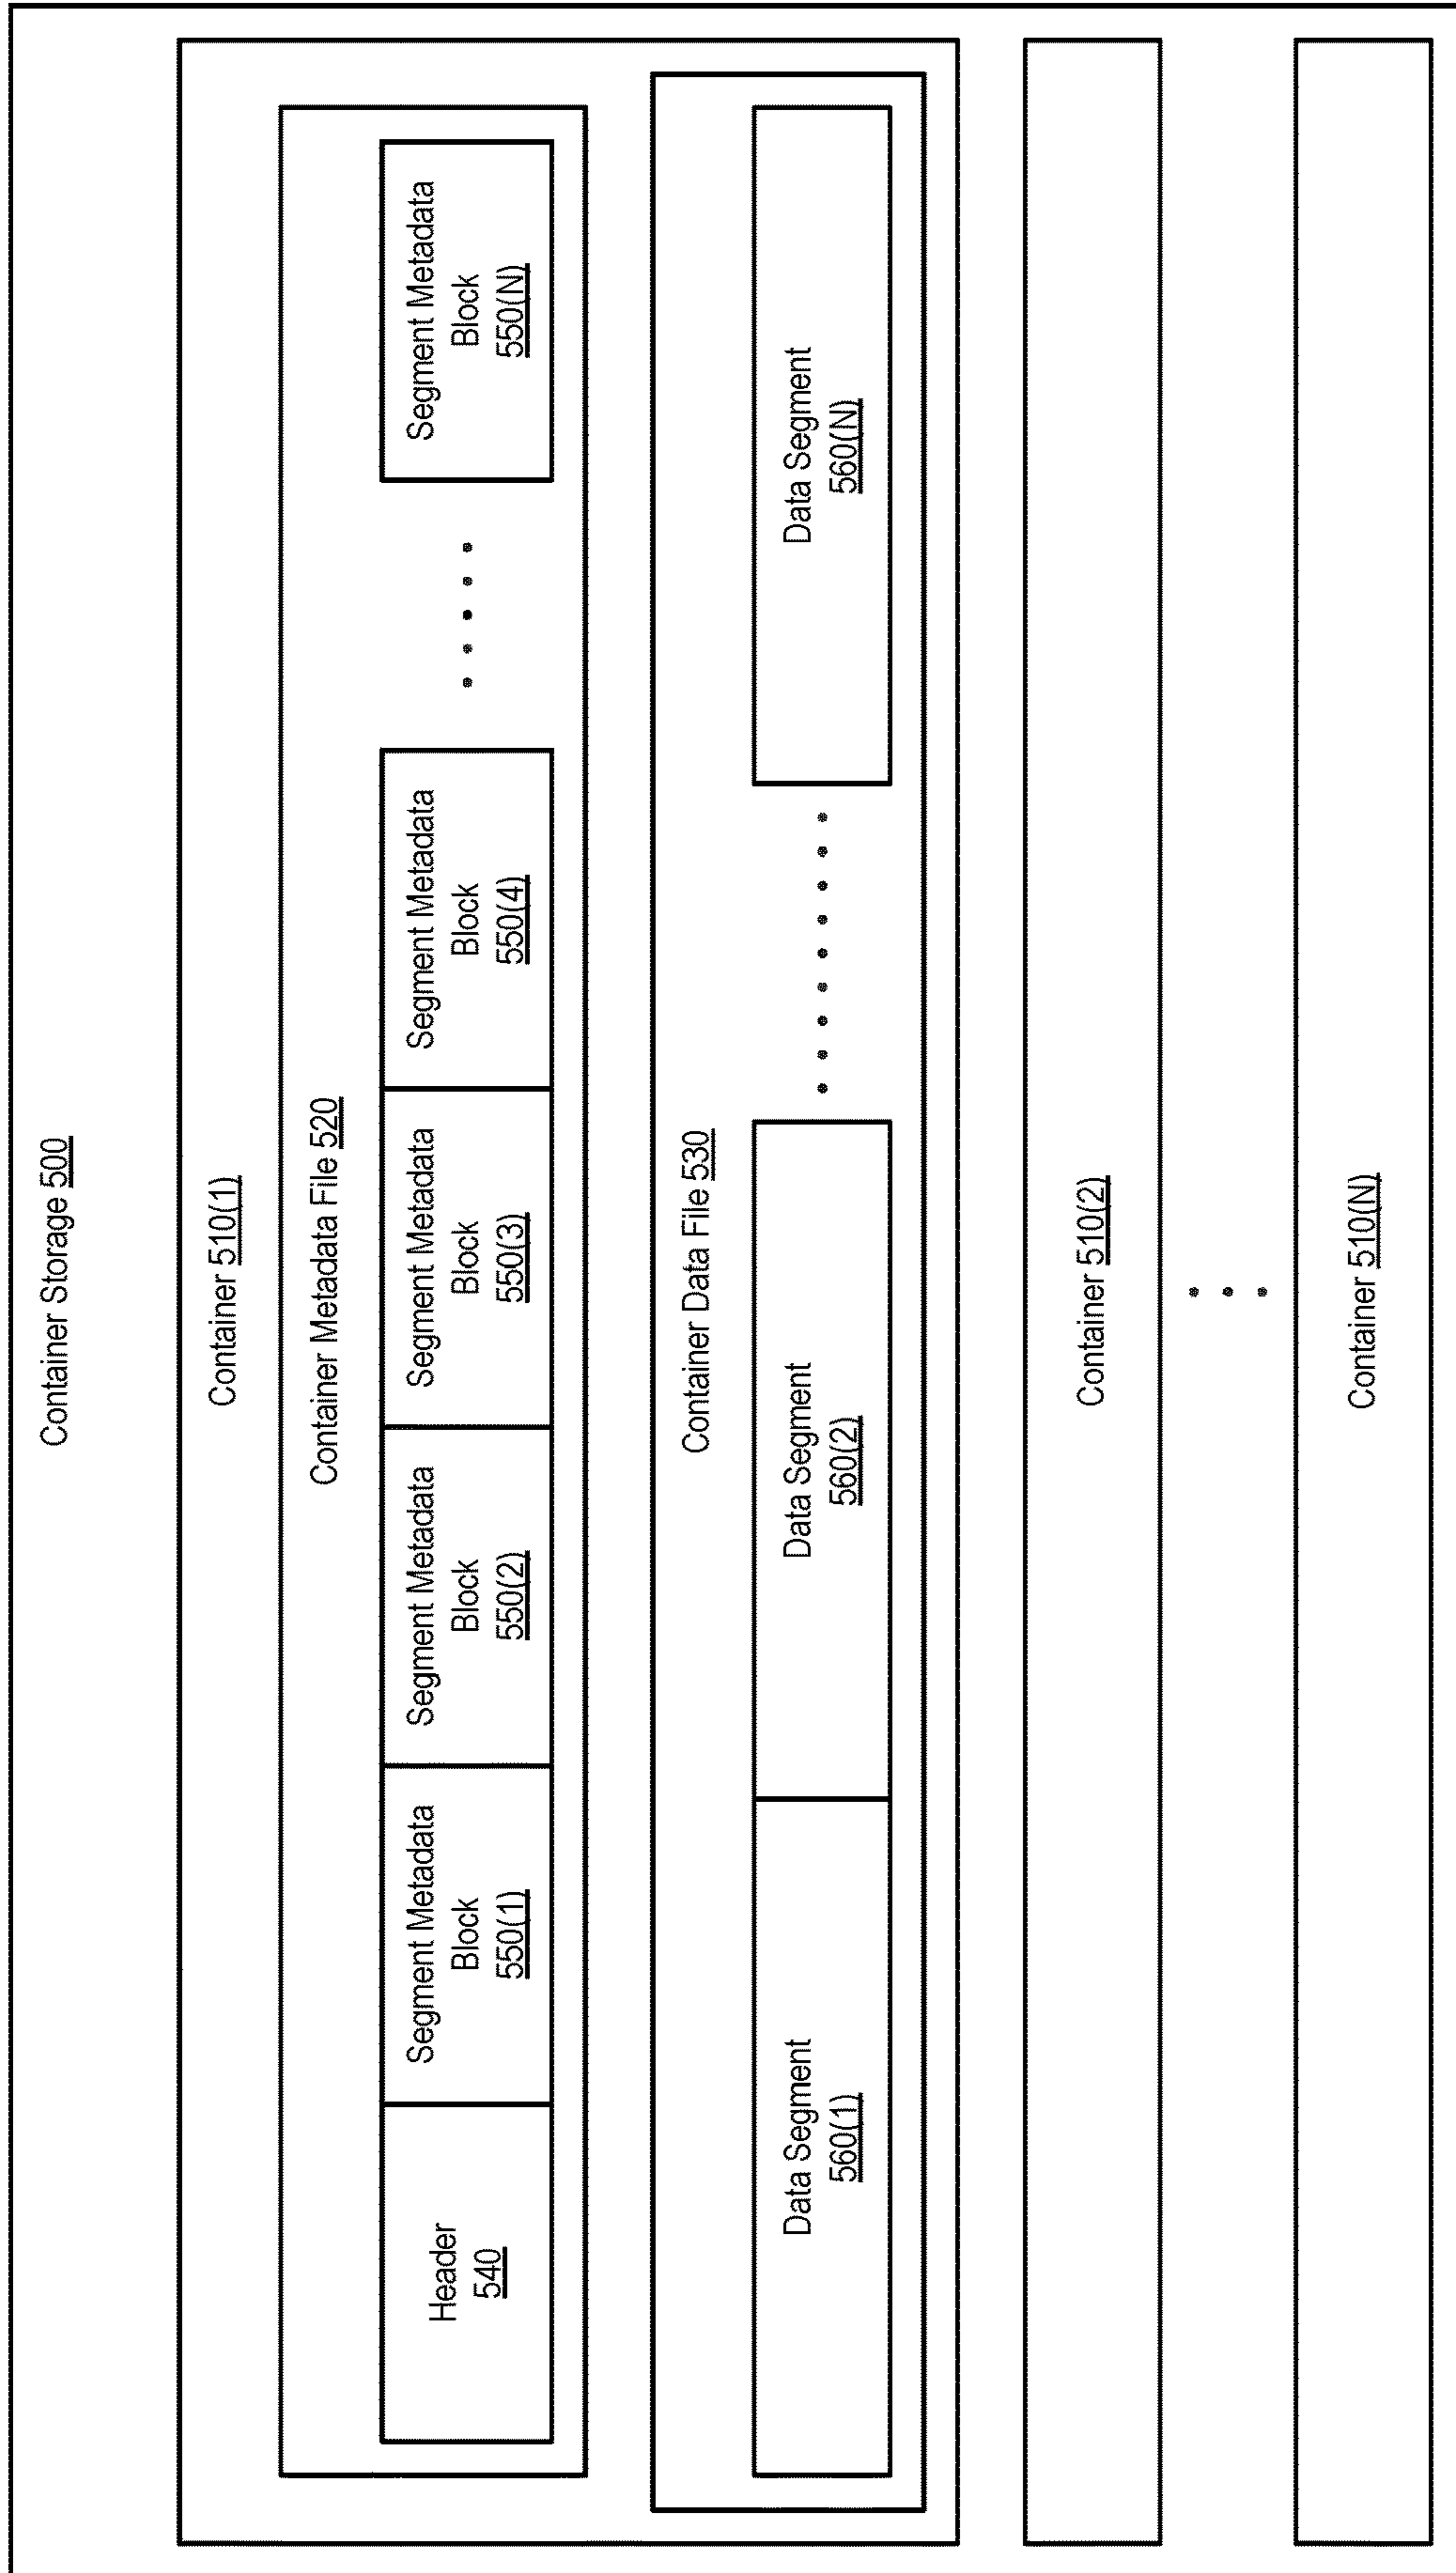 Container Storage 500
Container 510(1)
Container Metadata File 520
Header
540
Segment Metadata
Block
550(1)
Segment Metadata
Block
550(2)
Segment Metadata
Block
550(3)
Segment Metadata
Block
550(4)
Segment Metadata
Block
550(N)
Container Data File 530
Data Segment
560(1)
Data Segment
560(2)
Data Segment
560(N)
Container 510(2)
Container 510(N)